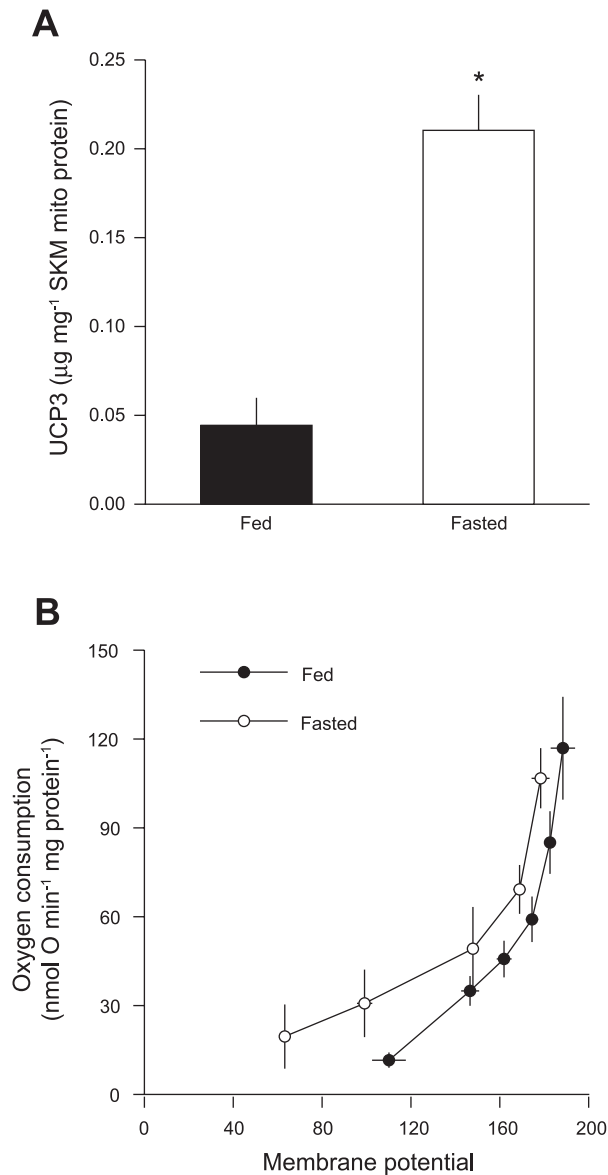 A
UCP3 (µg mg⁻¹ SKM mito protein)
0.25
0.20
0.15
0.10
0.05
0.00
*
Fed
Fasted
B
Oxygen consumption
(nmol O min⁻¹ mg protein⁻¹)
150
120
90
60
30
0
Fed
Fasted
0 40 80 120 160 200
Membrane potential